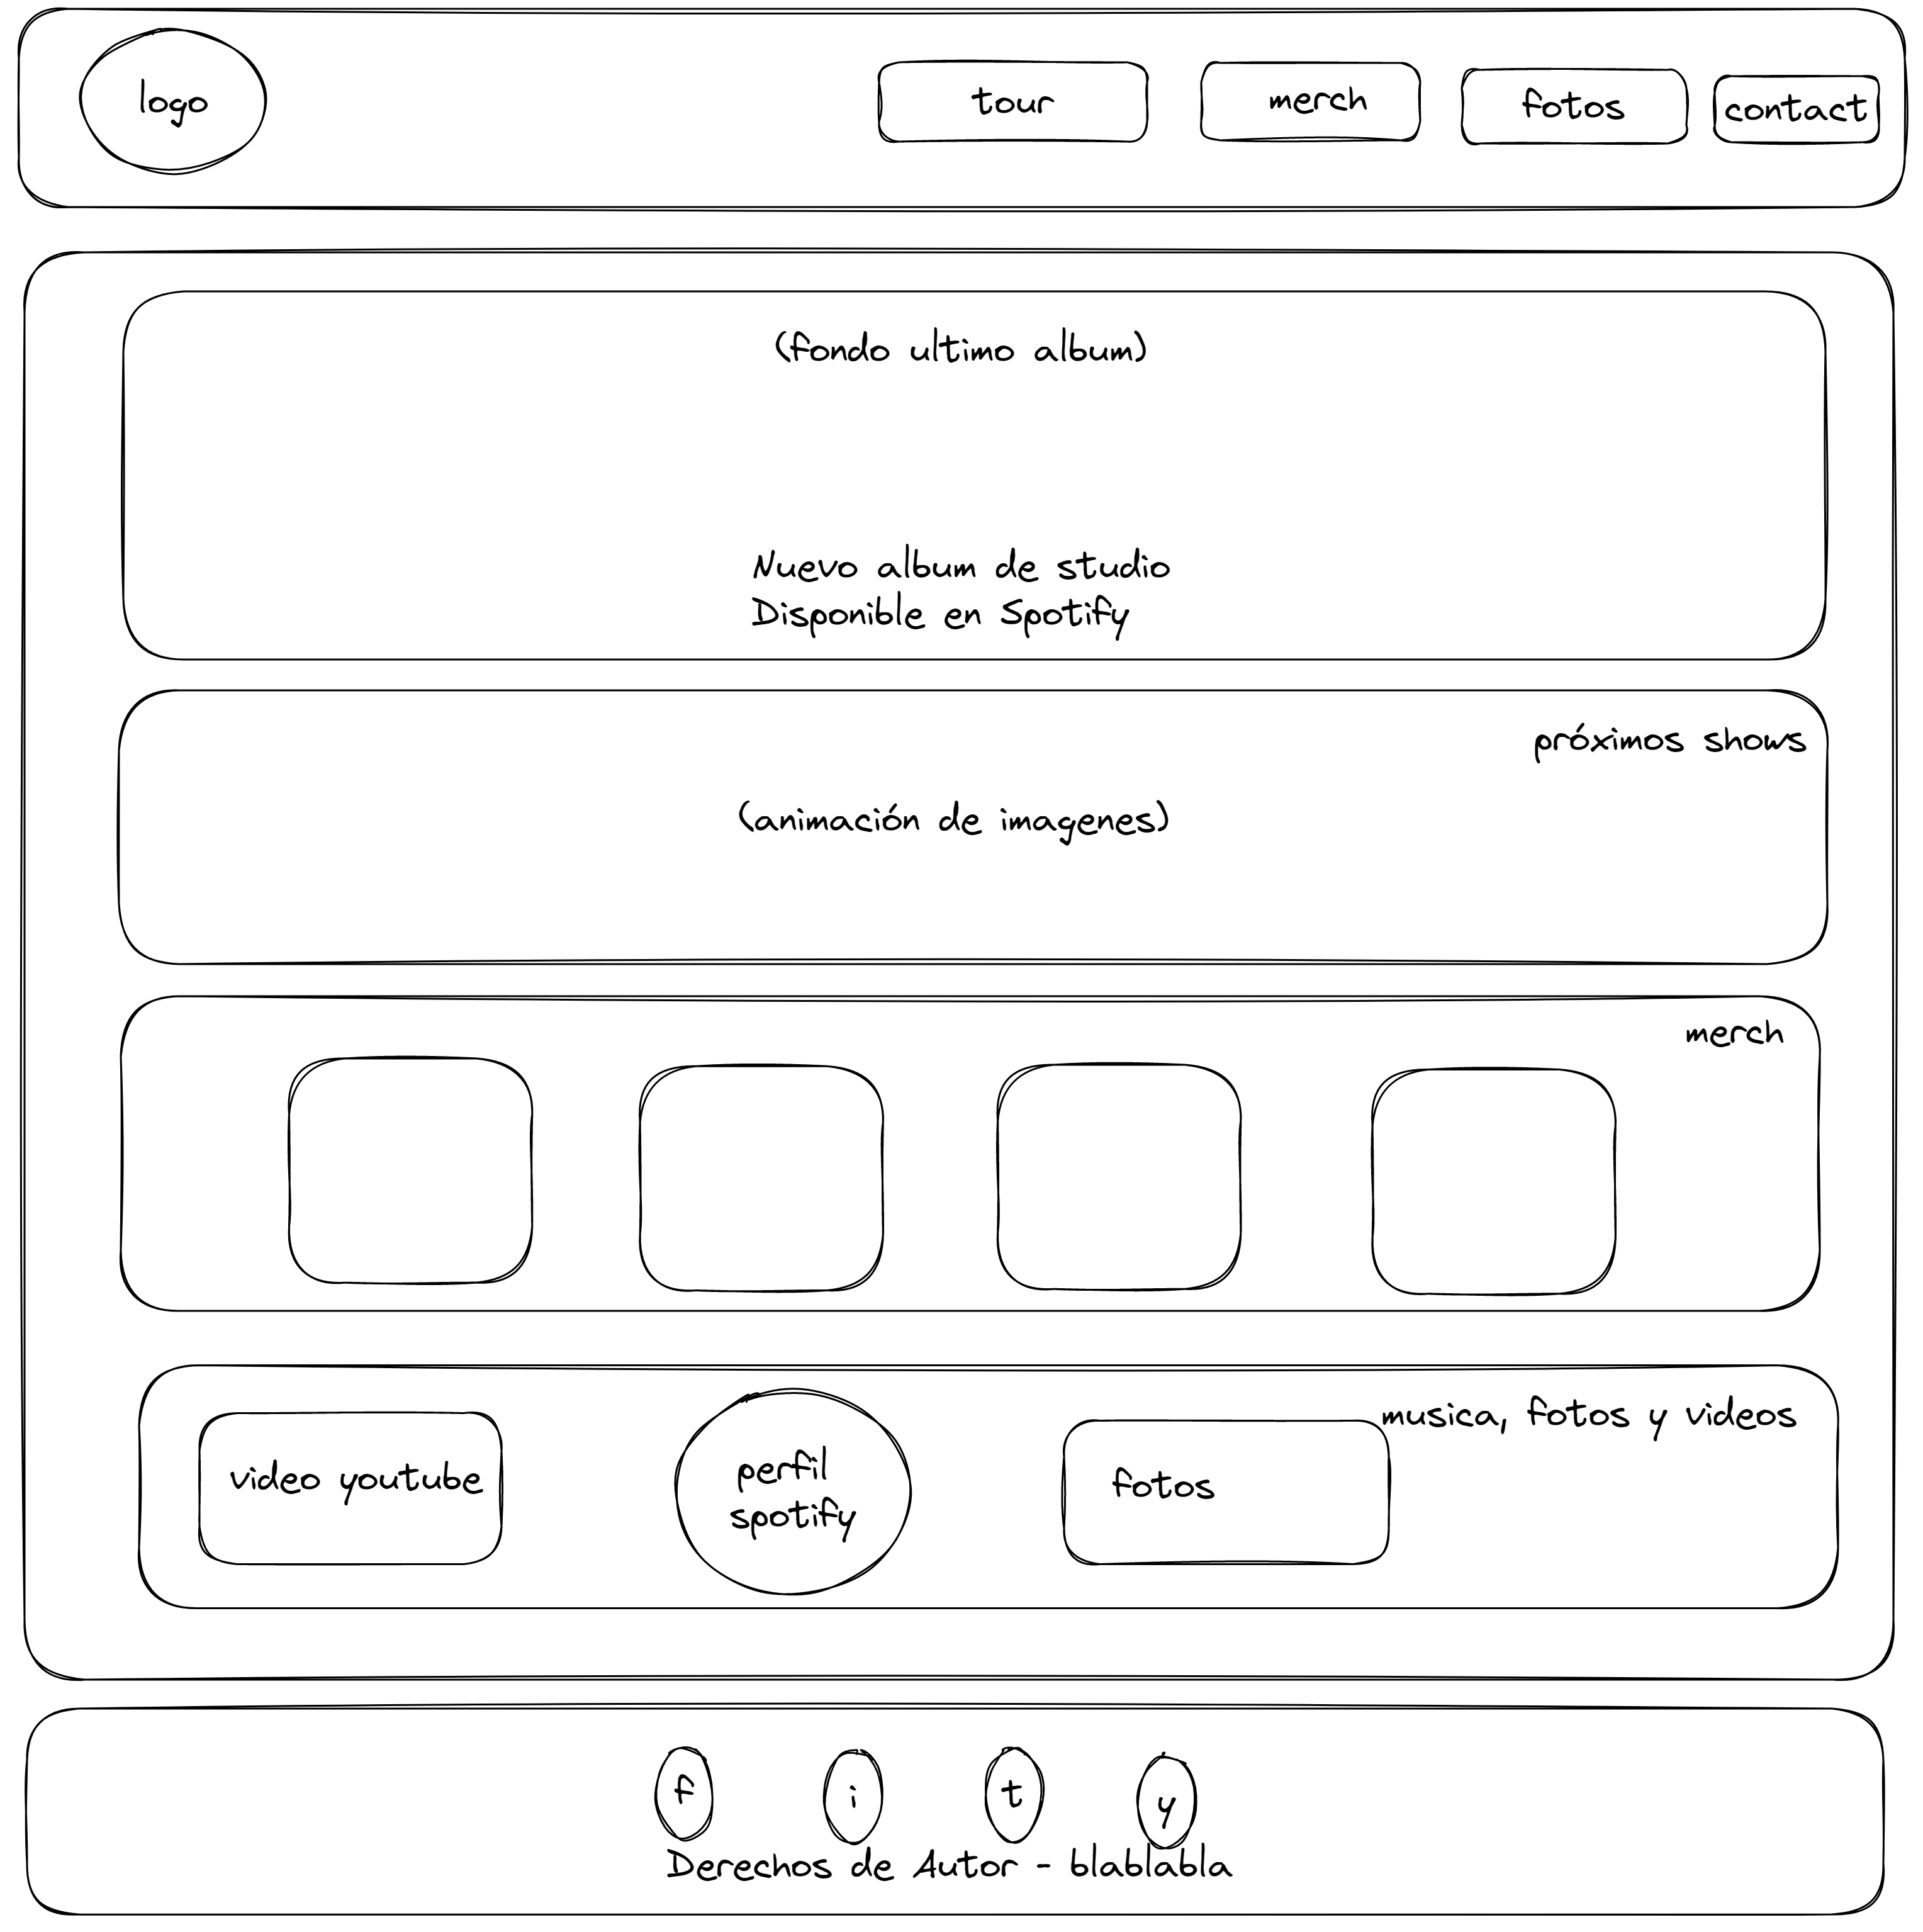 logo
tour
merch
fotos
contact
(fondo ultimo album)
Nuevo album de studio
Disponible en Spotify
próximos shows
(animación de imagenes)
merch
musica, fotos y videos
video youtube
perfil
spotify
fotos
f
i
t
y
Derechos de Autor - blablabla